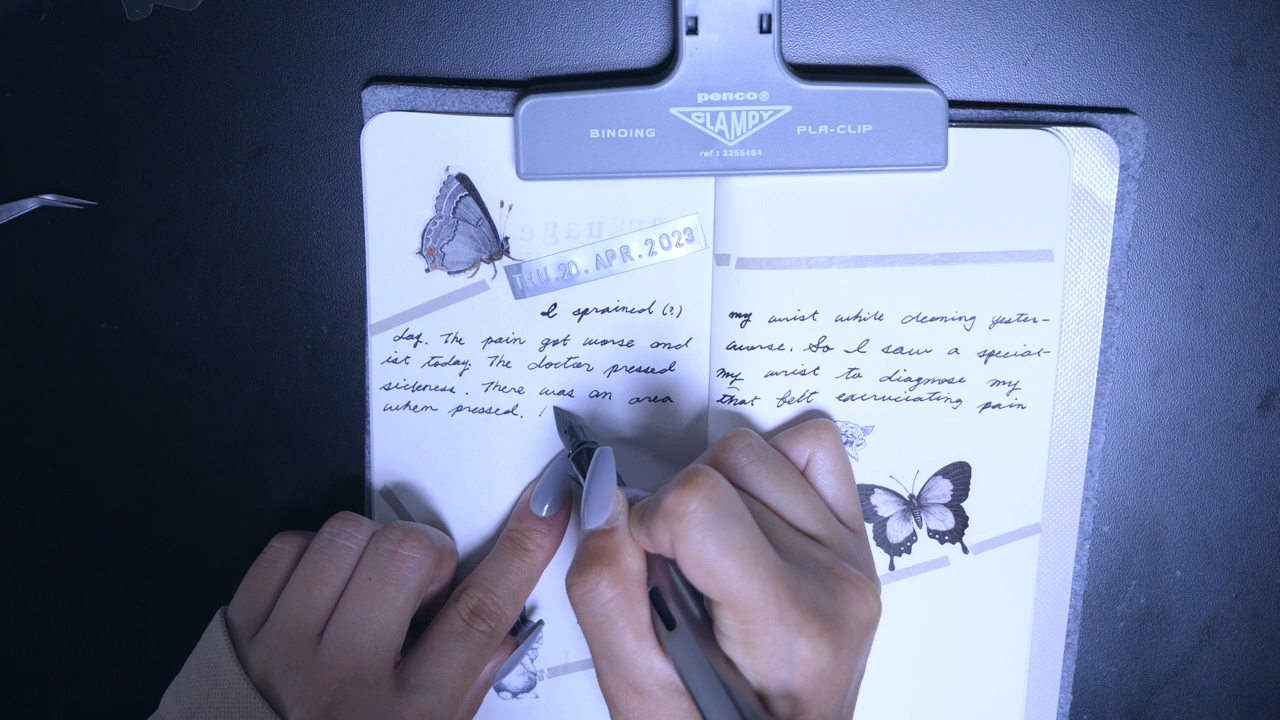 penco®
BINDING CLAMPY PLA-CLIP
ref : 3255464
THU.20.APR.2023
I sprained (?) my wrist while cleaning yester-
day. The pain got worse and worse. So I saw a special-
ist today. The doctor pressed my wrist to diagnose my
sickness. There was an area that felt excruciating pain
when pressed.